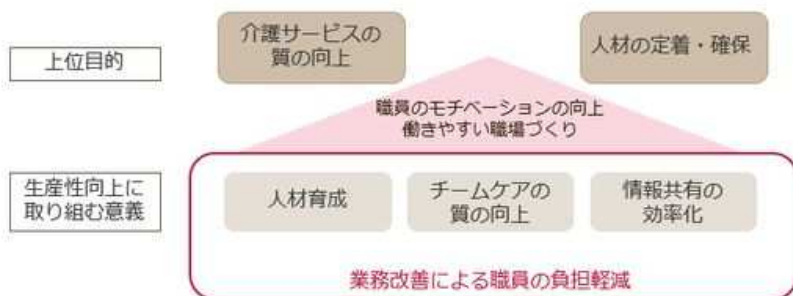 上位目的
介護サービスの
質の向上
人材の定着・確保
職員のモチベーションの向上
働きやすい職場づくり
生産性向上に
取り組む意義
人材育成
チームケアの
質の向上
情報共有の
効率化
業務改善による職員の負担軽減